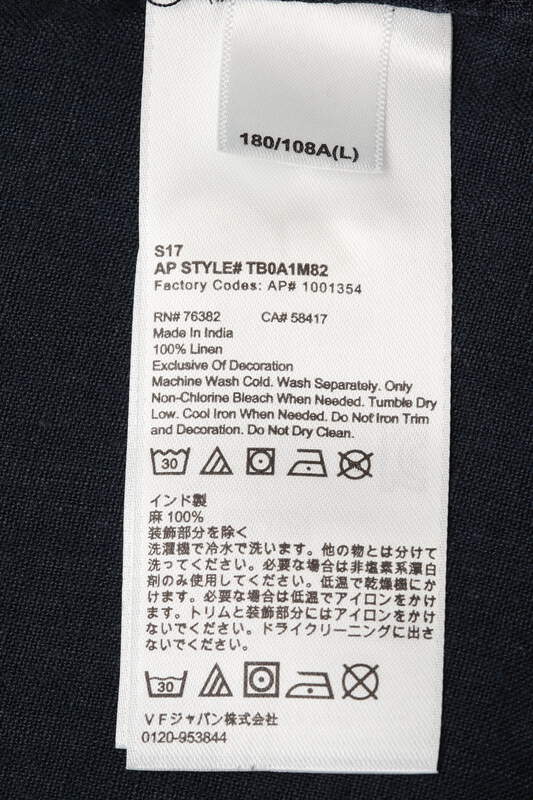 180/108A(L)
S17
AP STYLE# TB0A1M82
Factory Codes: AP# 1001354
RN# 76382 CA# 58417
Made In India
100% Linen
Exclusive Of Decoration
Machine Wash Cold. Wash Separately. Only
Non-Chlorine Bleach When Needed. Tumble Dry
Low. Cool Iron When Needed. Do Not Iron Trim
and Decoration. Do Not Dry Clean.
30
インド製
麻 100%
装飾部分を除く
洗濯機で冷水で洗います。他の物とは分けて
洗ってください。必要な場合は非塩素系漂白
剤のみ使用してください。低温で乾燥機にか
けます。必要な場合は低温でアイロンをかけ
ます。トリムと装飾部分にはアイロンをかけ
ないでください。ドライクリーニングに出さ
ないでください。
30
VFジャパン株式会社
0120-953844